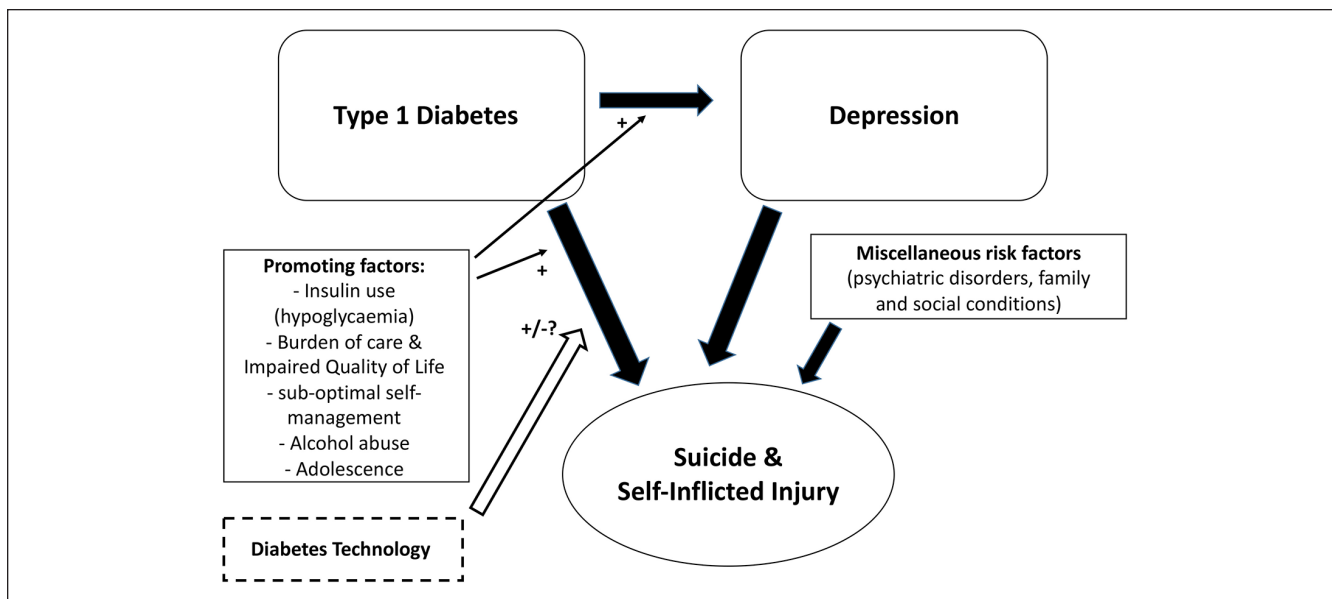 Type 1 Diabetes
Depression
+
Promoting factors:
- Insulin use
(hypoglycaemia)
- Burden of care &
Impaired Quality of Life
- sub-optimal self-
management
- Alcohol abuse
- Adolescence
+
+/-?
Miscellaneous risk factors
(psychiatric disorders, family
and social conditions)
Suicide &
Self-Inflicted Injury
Diabetes Technology